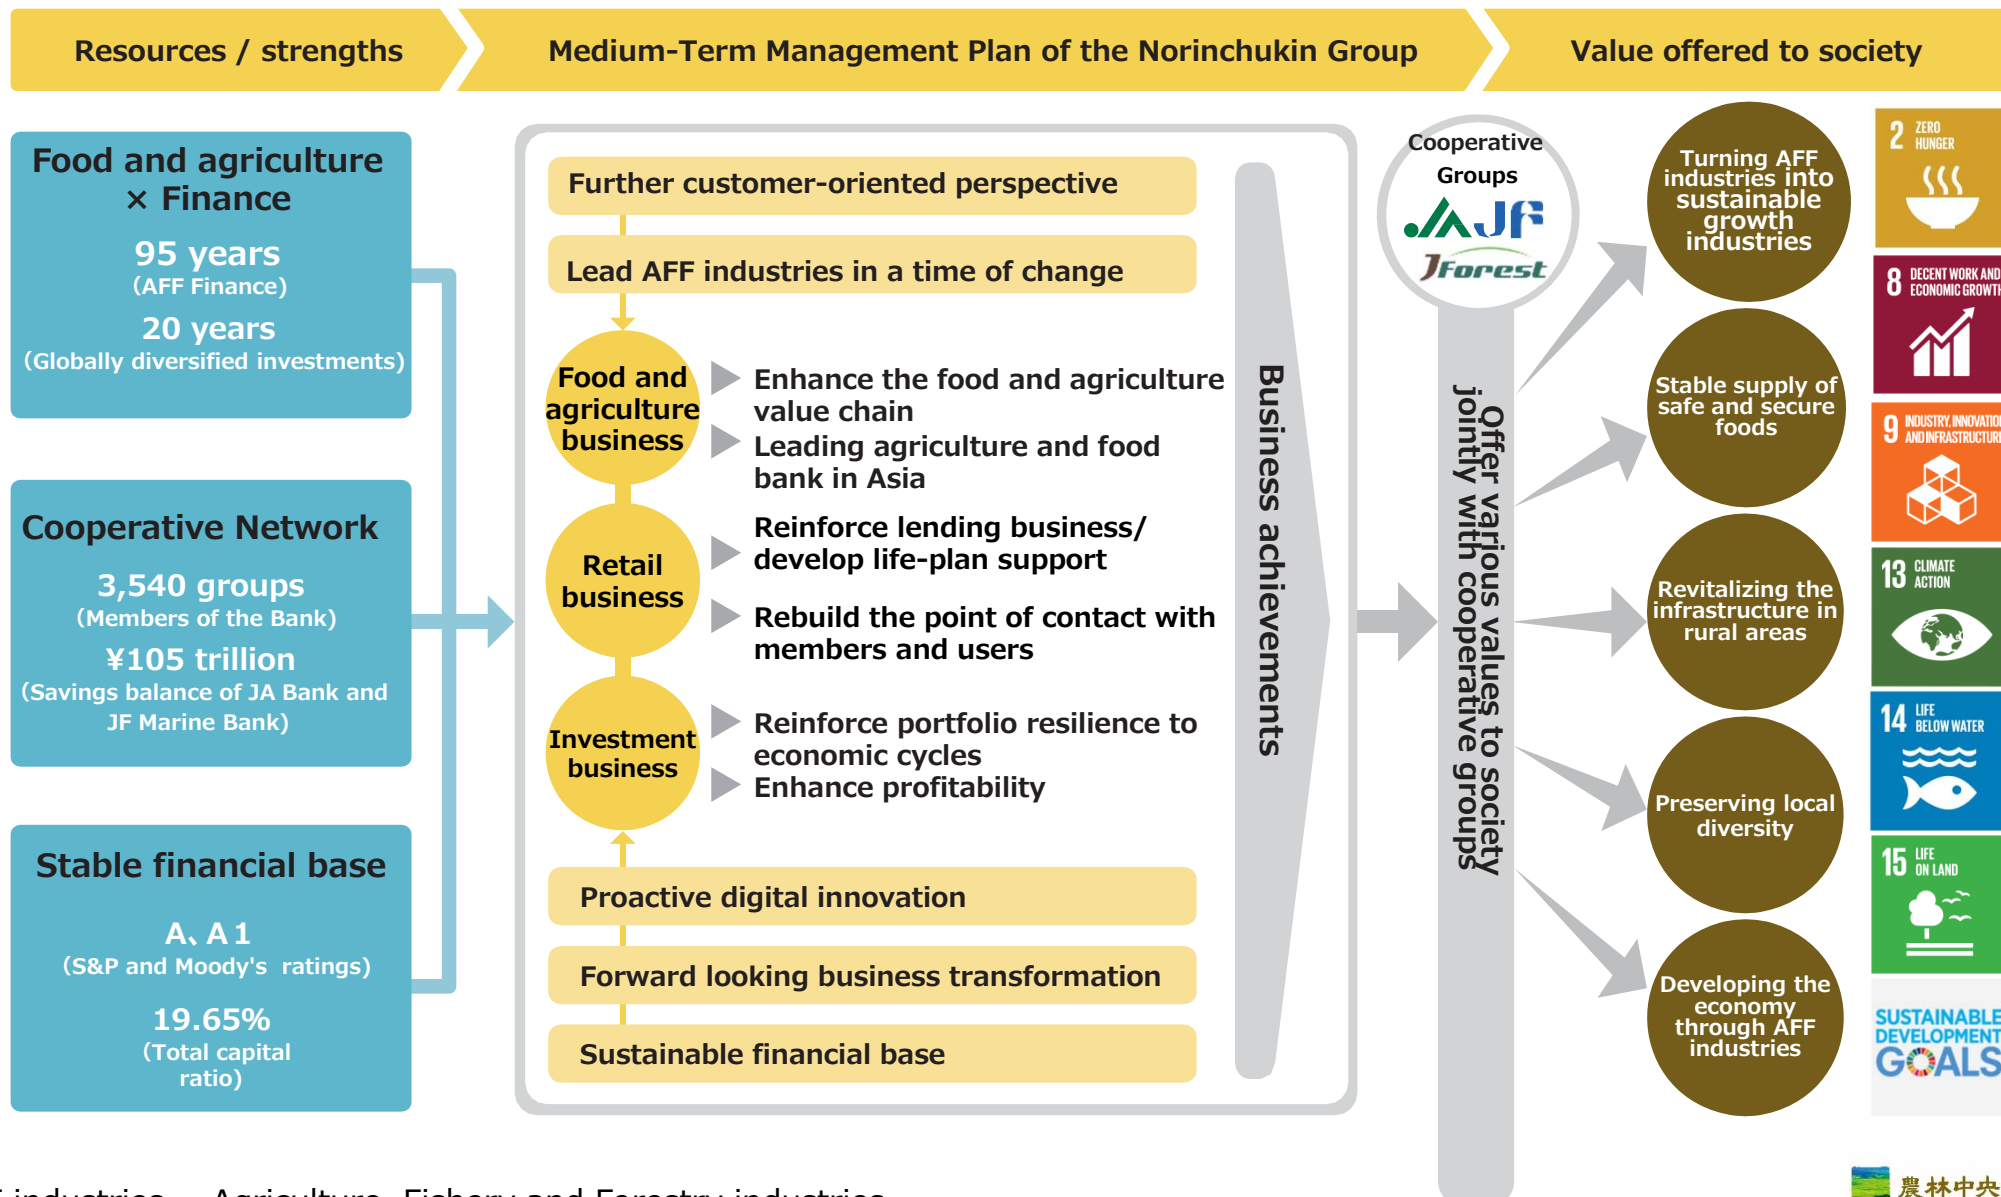 Resources / strengths
Medium-Term Management Plan of the Norinchukin Group
Value offered to society
Food and agriculture
× Finance
95 years
(AFF Finance)
20 years
(Globally diversified investments)
Cooperative Network
3,540 groups
(Members of the Bank)
¥105 trillion
(Savings balance of JA Bank and
JF Marine Bank)
Stable financial base
A、A1
(S&P and Moody's ratings)
19.65%
(Total capital
ratio)
Further customer-oriented perspective
Lead AFF industries in a time of change
Food and
agriculture
business
Enhance the food and agriculture
value chain
Leading agriculture and food
bank in Asia
Retail
business
Reinforce lending business/
develop life-plan support
Rebuild the point of contact with
members and users
Investment
business
Reinforce portfolio resilience to
economic cycles
Enhance profitability
Proactive digital innovation
Forward looking business transformation
Sustainable financial base
Business achievements
Cooperative
Groups
JF
JForest
Offer various values to society
jointly with cooperative groups
Turning AFF
industries into
sustainable
growth
industries
Stable supply of
safe and secure
foods
Revitalizing the
infrastructure in
rural areas
Preserving local
diversity
Developing the
economy
through AFF
industries
2 ZERO
HUNGER
8 DECENT WORK AND
ECONOMIC GROWTH
9 INDUSTRY, INNOVATION
AND INFRASTRUCTURE
13 CLIMATE
ACTION
14 LIFE
BELOW WATER
15 LIFE
ON LAND
SUSTAINABLE
DEVELOPMENT
GOALS
industries Agriculture, Fishery and Forestry industries
農林中央